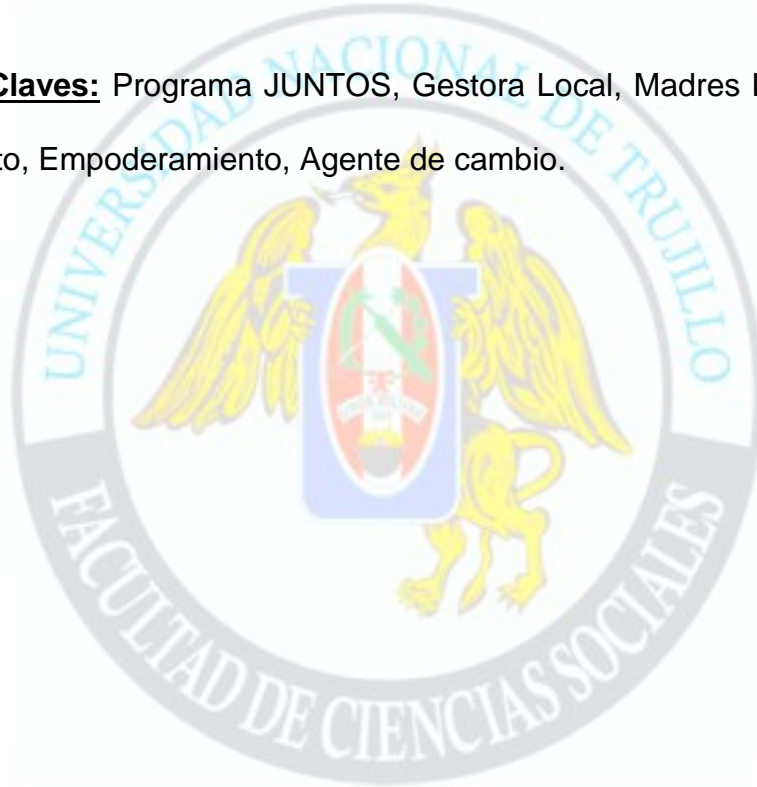 Claves: Programa JUNTOS, Gestora Local, Madres
to, Empoderamiento, Agente de cambio.
UNIVERSIDAD NACIONAL DE TRUJILLO
FACULTAD DE CIENCIAS SOCIALES